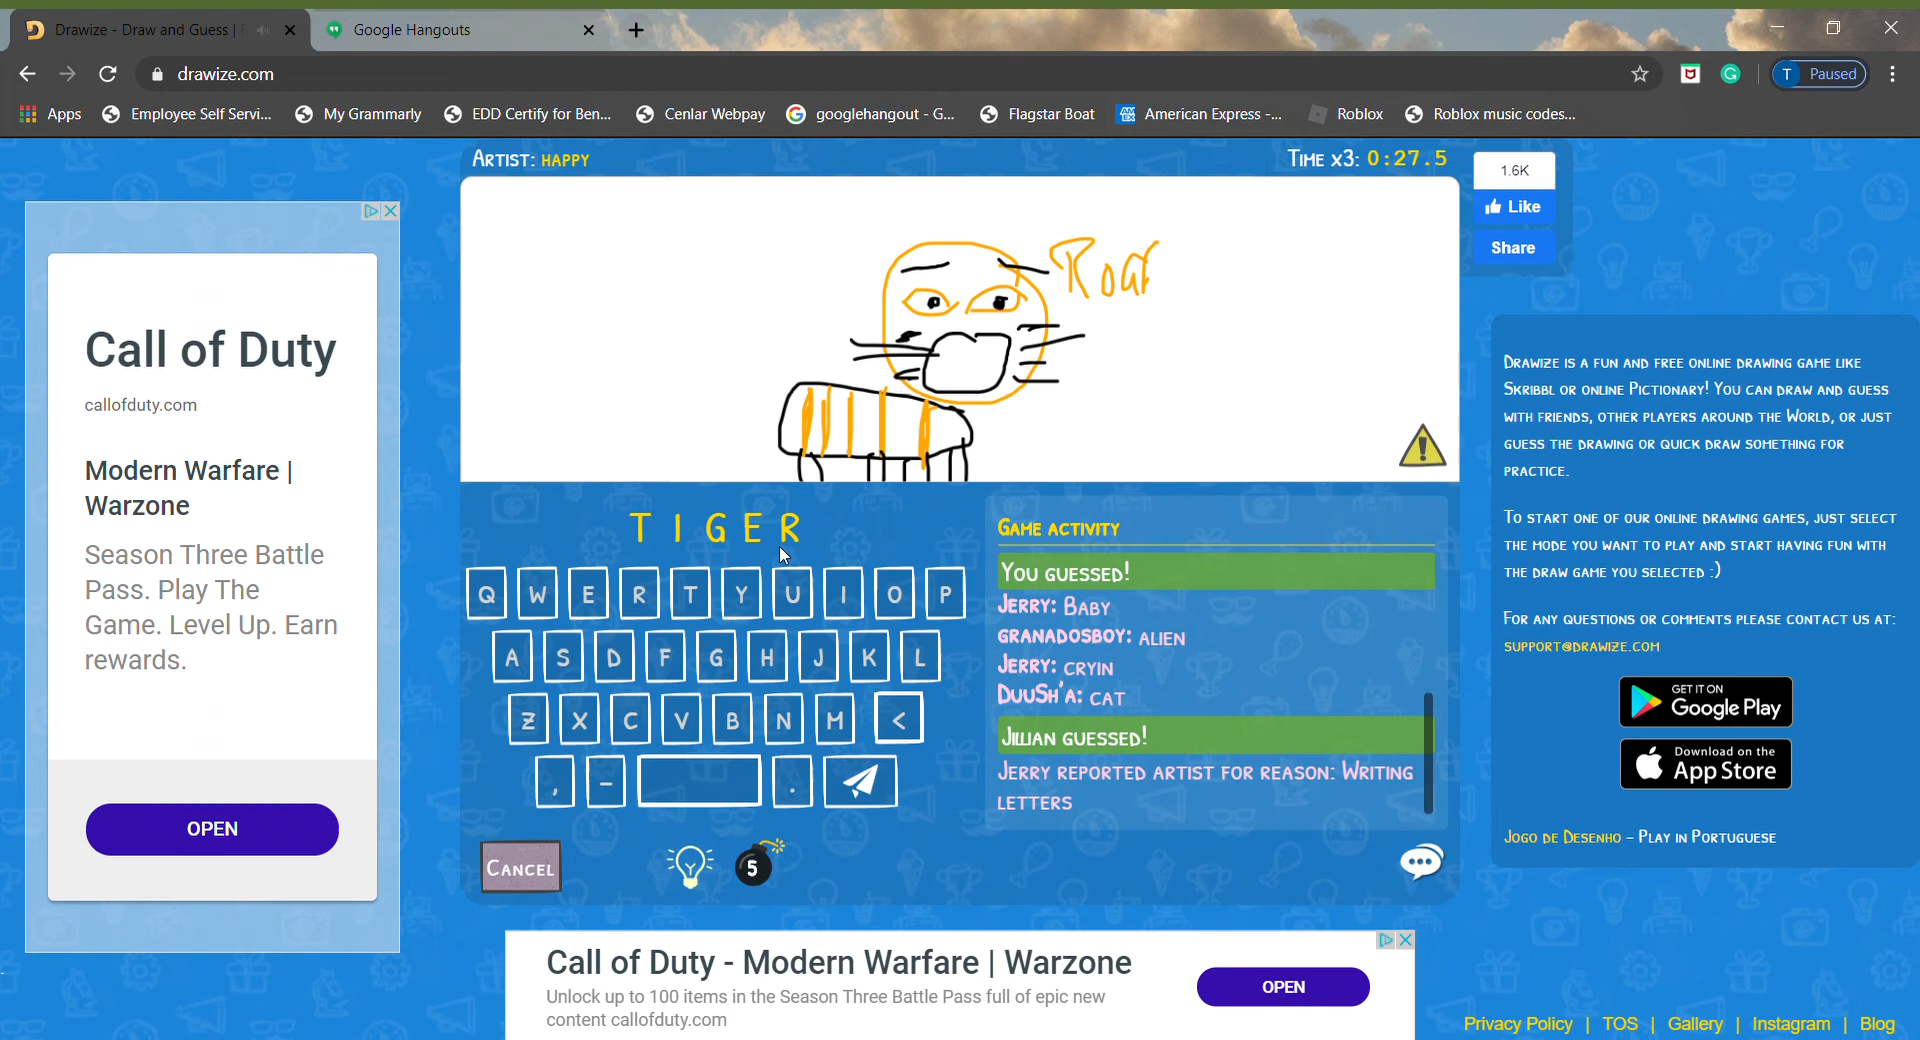 Drawize - Draw and Guess |
Google Hangouts
drawize.com
T
Paused
Apps
Employee Self Servi...
My Grammarly
EDD Certify for Ben...
Cenlar Webpay
googlehangout - G...
Flagstar Boat
American Express -...
Roblox
Roblox music codes...
ARTIST: HAPPY
TIME X3: 0:27.5
1.6K
Like
Share
Roar
Call of Duty
callofduty.com
Modern Warfare |
Warzone
Season Three Battle
Pass. Play The
Game. Level Up. Earn
rewards.
OPEN
T I G E R
Q W E R T Y U I O P
A S D F G H J K L
Z X C V B N M <
, - .
CANCEL
5
GAME ACTIVITY
YOU GUESSED!
JERRY: BABY
GRANADOSBOY: ALIEN
JERRY: CRYIN
DUUSH'A: CAT
JILLIAN GUESSED!
JERRY REPORTED ARTIST FOR REASON: WRITING
LETTERS
DRAWIZE IS A FUN AND FREE ONLINE DRAWING GAME LIKE
SKRIBBL OR ONLINE PICTIONARY! YOU CAN DRAW AND GUESS
WITH FRIENDS, OTHER PLAYERS AROUND THE WORLD, OR JUST
GUESS THE DRAWING OR QUICK DRAW SOMETHING FOR
PRACTICE.
TO START ONE OF OUR ONLINE DRAWING GAMES, JUST SELECT
THE MODE YOU WANT TO PLAY AND START HAVING FUN WITH
THE DRAW GAME YOU SELECTED :)
FOR ANY QUESTIONS OR COMMENTS PLEASE CONTACT US AT:
SUPPORT@DRAWIZE.COM
GET IT ON
Google Play
Download on the
App Store
JOGO DE DESENHO - PLAY IN PORTUGUESE
Call of Duty - Modern Warfare | Warzone
Unlock up to 100 items in the Season Three Battle Pass full of epic new
content callofduty.com
OPEN
Privacy Policy | TOS | Gallery | Instagram | Blog